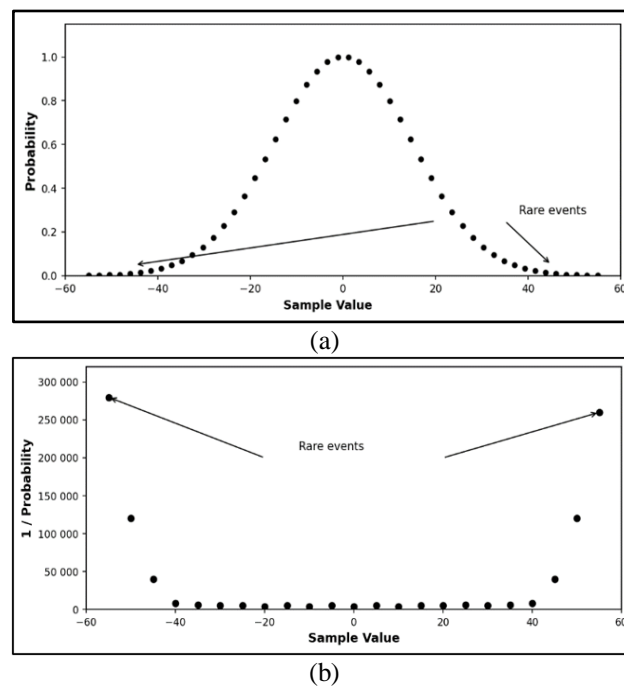 1.0
0.8
0.6
0.4
0.2
0.0
Probability
Rare events
−60 −40 −20 0 20 40 60
Sample Value
(a)
300 000
250 000
200 000
150 000
100 000
50 000
0
1 / Probability
Rare events
−60 −40 −20 0 20 40 60
Sample Value
(b)